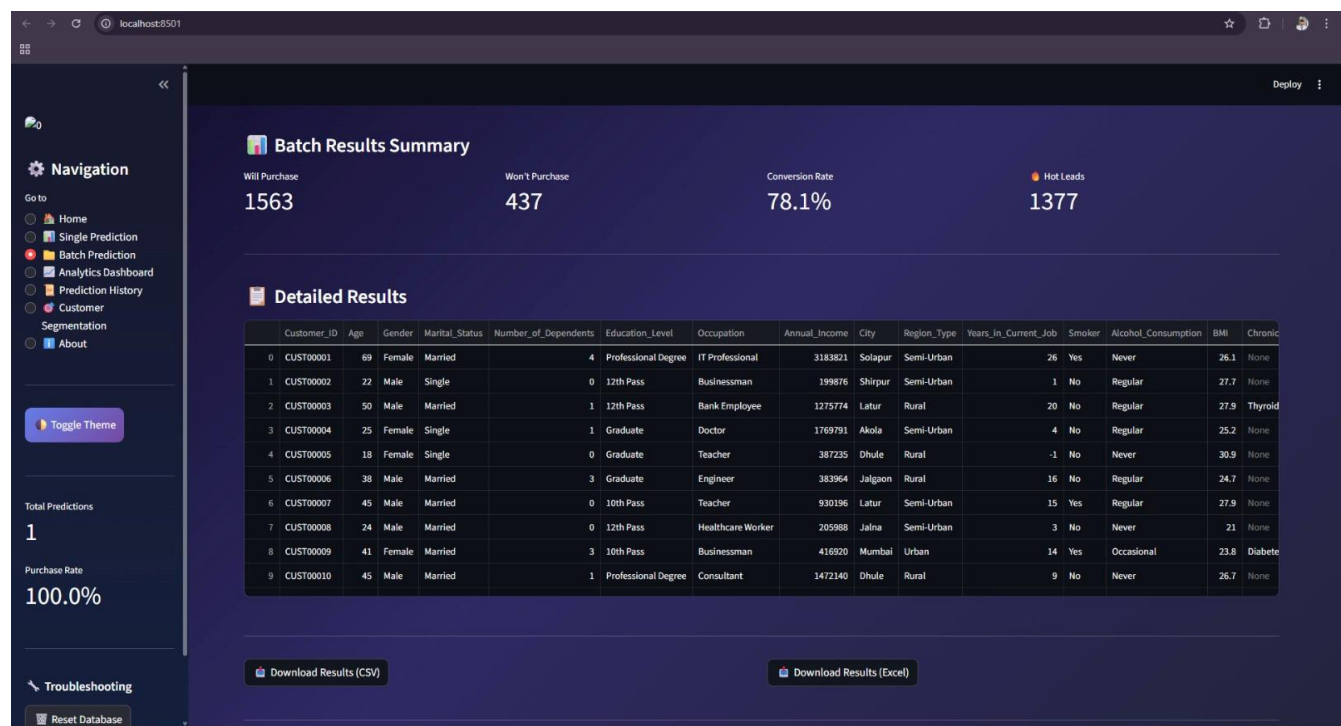 localhost:8501
Deploy
0
Navigation
Go to
Home
Single Prediction
Batch Prediction
Analytics Dashboard
Prediction History
Customer
Segmentation
About
Toggle Theme
Total Predictions
1
Purchase Rate
100.0%
Troubleshooting
Reset Database
Batch Results Summary
Will Purchase Won't Purchase Conversion Rate Hot Leads
1563 437 78.1% 1377
Detailed Results
Customer_ID Age Gender Marital_Status Number_of_Dependents Education_Level Occupation Annual_Income City Region_Type Years_in_Current_Job Smoker Alcohol_Consumption BMI Chronic
0 CUST00001 69 Female Married 4 Professional Degree IT Professional 3183821 Solapur Semi-Urban 26 Yes Never 26.1 None
1 CUST00002 22 Male Single 0 12th Pass Businessman 199876 Shirpur Semi-Urban 1 No Regular 27.7 None
2 CUST00003 50 Male Married 1 12th Pass Bank Employee 1275774 Latur Rural 20 No Regular 27.9 Thyroid
3 CUST00004 25 Female Single 1 Graduate Doctor 1769791 Akola Semi-Urban 4 No Regular 25.2 None
4 CUST00005 18 Female Single 0 Graduate Teacher 387235 Dhule Rural -1 No Never 30.9 None
5 CUST00006 38 Male Married 3 Graduate Engineer 383964 Jalgaon Rural 16 No Regular 24.7 None
6 CUST00007 45 Male Married 0 10th Pass Teacher 930196 Latur Semi-Urban 15 Yes Regular 27.9 None
7 CUST00008 24 Male Married 0 12th Pass Healthcare Worker 205988 Jalna Semi-Urban 3 No Never 21 None
8 CUST00009 41 Female Married 3 10th Pass Businessman 416920 Mumbai Urban 14 Yes Occasional 23.8 Diabete
9 CUST00010 45 Male Married 1 Professional Degree Consultant 1472140 Dhule Rural 9 No Never 26.7 None
Download Results (CSV) Download Results (Excel)